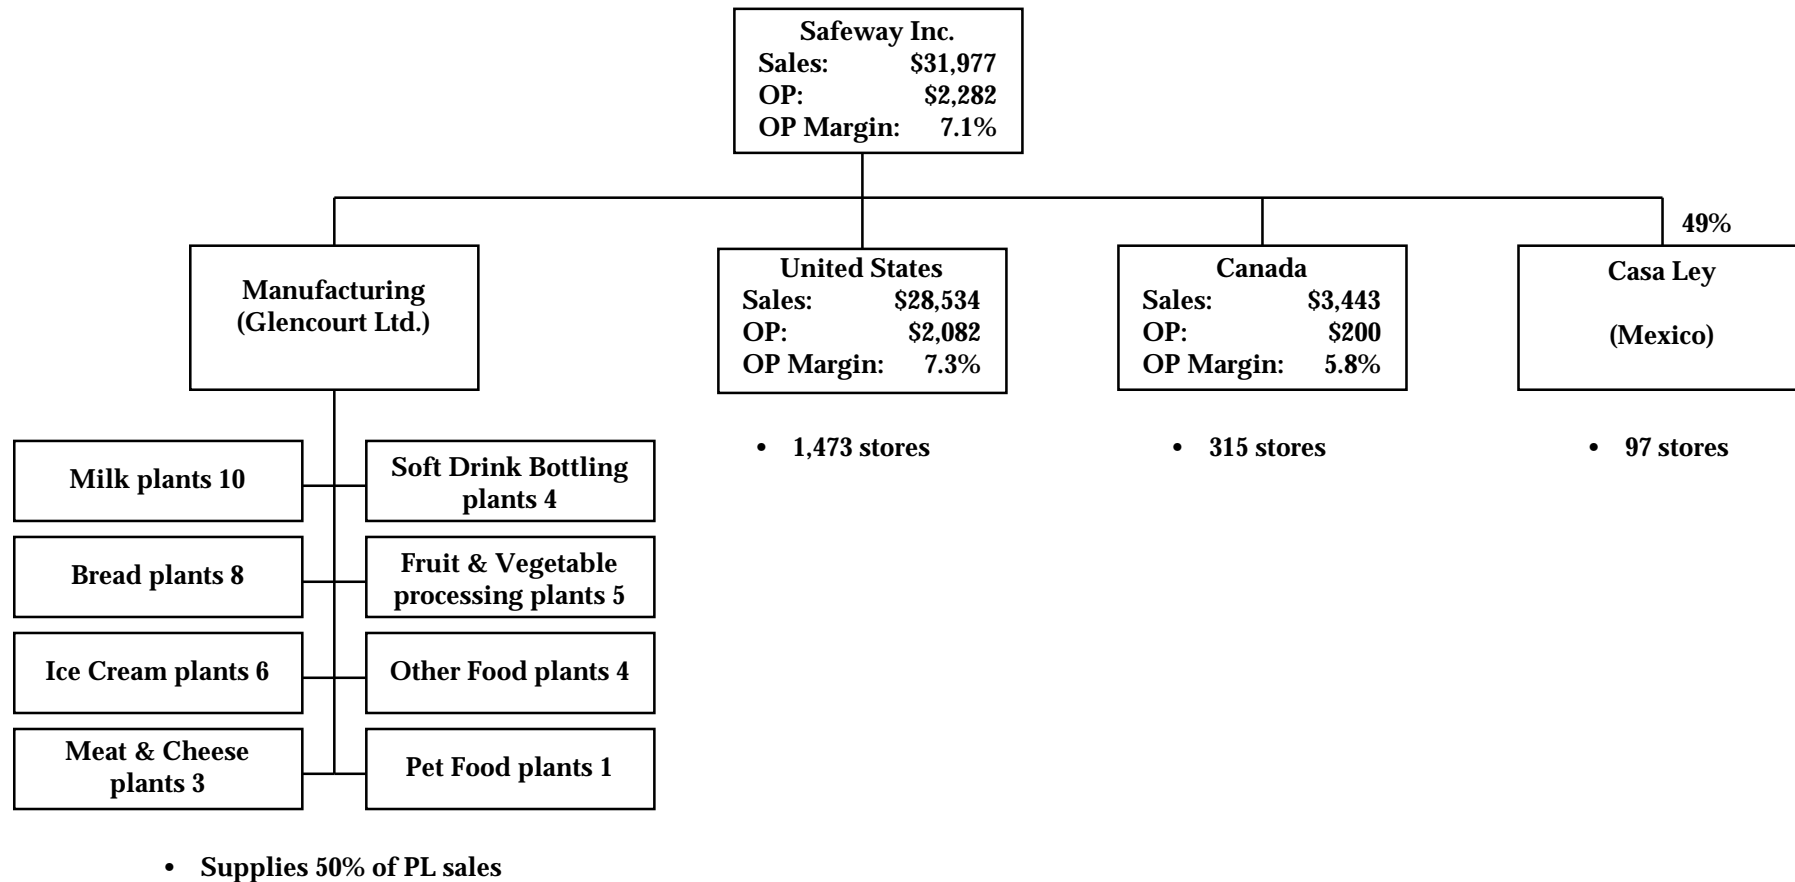 Safeway Inc.
Sales: $31,977
OP: $2,282
OP Margin: 7.1%
49%
Manufacturing
(Glencourt Ltd.)
United States
Sales: $28,534
OP: $2,082
OP Margin: 7.3%
Canada
Sales: $3,443
OP: $200
OP Margin: 5.8%
Casa Ley
(Mexico)
• 1,473 stores
• 315 stores
• 97 stores
Milk plants 10
Soft Drink Bottling
plants 4
Bread plants 8
Fruit & Vegetable
processing plants 5
Ice Cream plants 6
Other Food plants 4
Meat & Cheese
plants 3
Pet Food plants 1
• Supplies 50% of PL sales